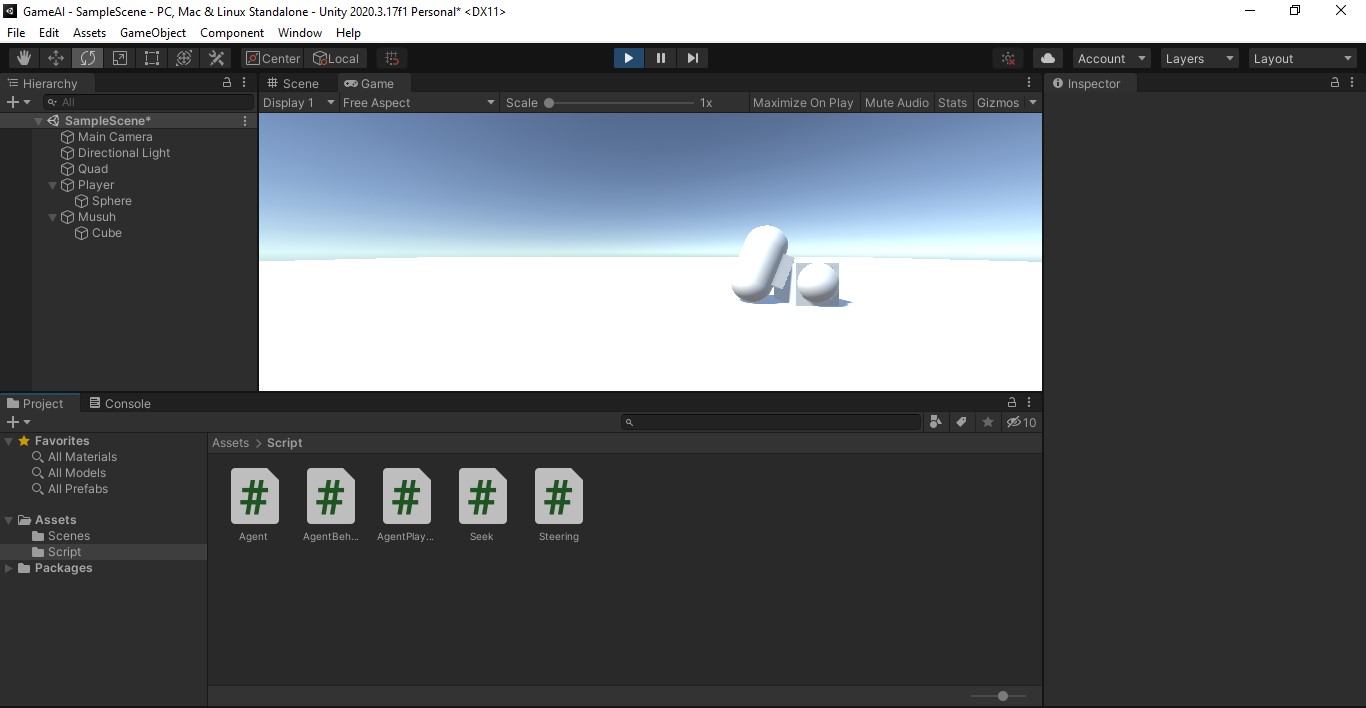 GameAI - SampleScene - PC, Mac & Linux Standalone - Unity 2020.3.17f1 Personal* <DX11>
File Edit Assets GameObject Component Window Help
Center Local Account Layers Layout
Hierarchy
All
SampleScene*
Main Camera
Directional Light
Quad
Player
Sphere
Musuh
Cube
Scene Game
Display 1 Free Aspect Scale 1x Maximize On Play Mute Audio Stats Gizmos
Inspector
Project Console
10
Favorites
All Materials
All Models
All Prefabs
Assets
Scenes
Script
Packages
Assets > Script
Agent AgentBeh... AgentPlay... Seek Steering